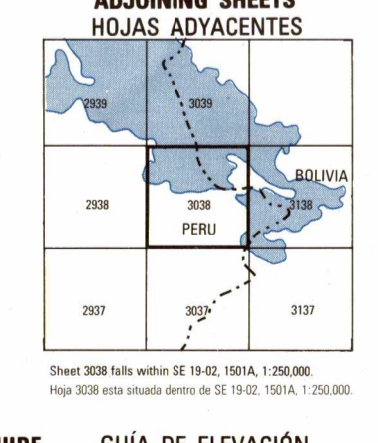 ADJOINING SHEETS
HOJAS ADYACENTES
2939 3039
BOLIVIA
2938 3038 3138
PERU
2937 3037 3137
Sheet 3038 falls within SE 19-02, 1501A, 1:250,000.
Hoja 3038 esta situada dentro de SE 19-02, 1501A, 1:250,000.
GUÍA DE ELEVACIÓN